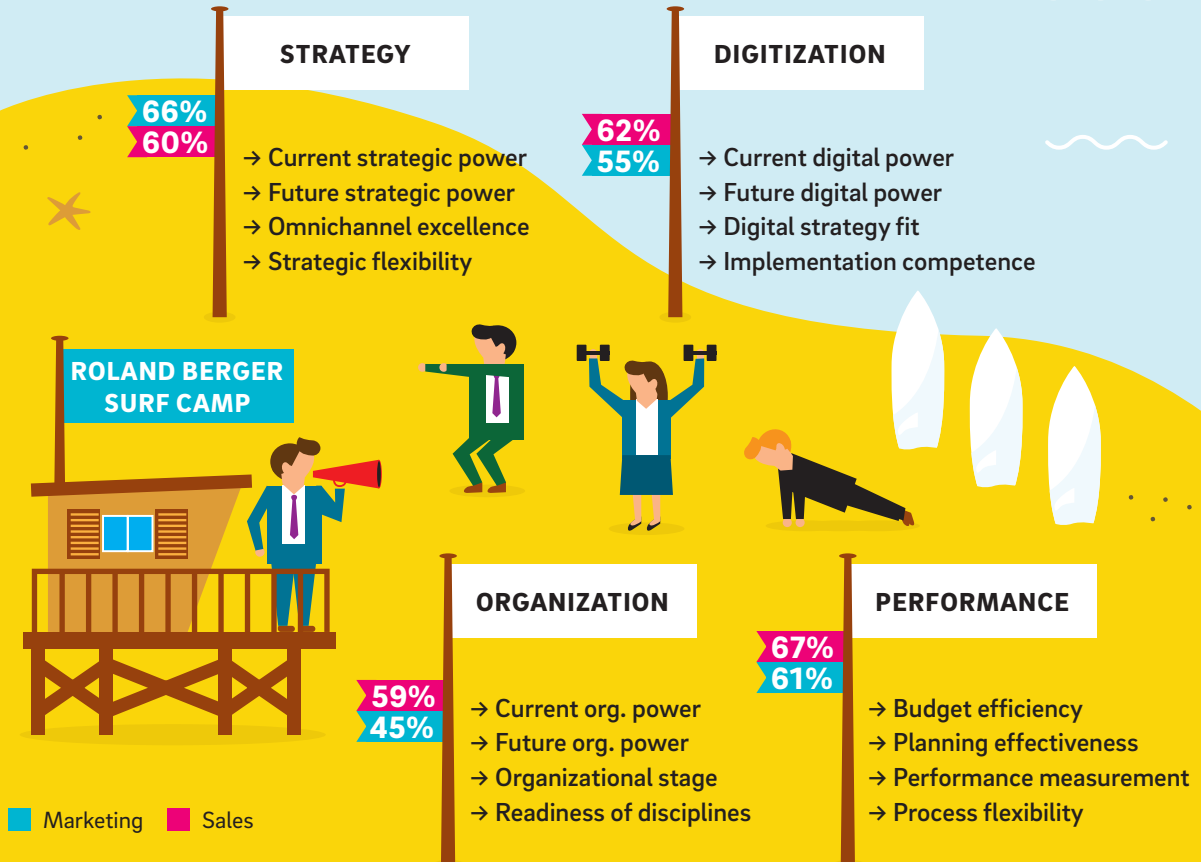 STRATEGY
66%
60%
→ Current strategic power
→ Future strategic power
→ Omnichannel excellence
→ Strategic flexibility
DIGITIZATION
62%
55%
→ Current digital power
→ Future digital power
→ Digital strategy fit
→ Implementation competence
ROLAND BERGER
SURF CAMP
ORGANIZATION
59%
45%
→ Current org. power
→ Future org. power
→ Organizational stage
→ Readiness of disciplines
PERFORMANCE
67%
61%
→ Budget efficiency
→ Planning effectiveness
→ Performance measurement
→ Process flexibility
Marketing Sales